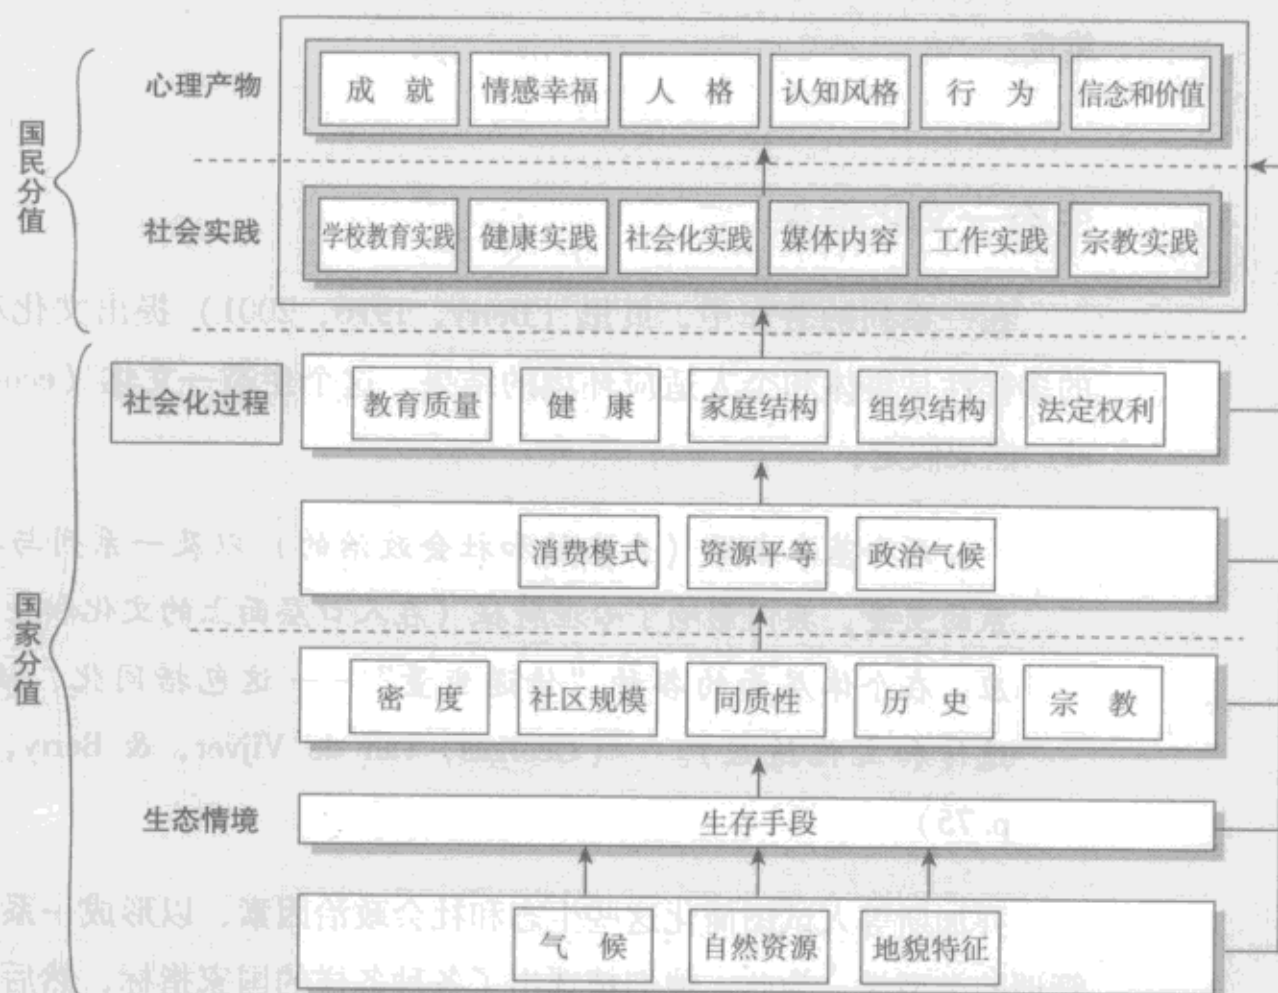 国民分值
心理产物
成 就 情感幸福 人 格 认知风格 行 为 信念和价值
社会实践
学校教育实践 健康实践 社会化实践 媒体内容 工作实践 宗教实践
国家分值
社会化过程
教育质量 健 康 家庭结构 组织结构 法定权利
消费模式 资源平等 政治气候
密 度 社区规模 同质性 历 史 宗 教
生态情境
生存手段
气 候 自然资源 地貌特征